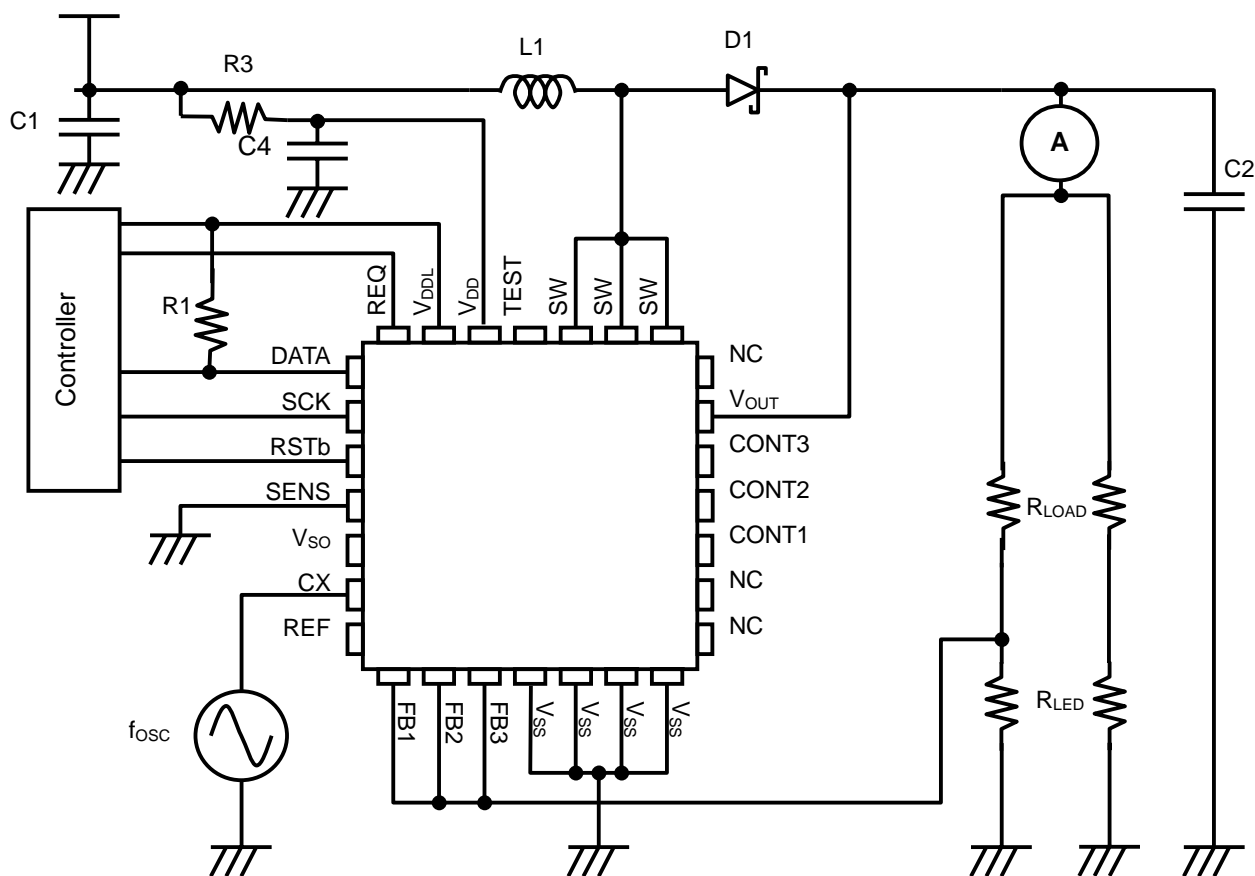 L1
D1
R3
C1
C4
A
C2
Controller
R1
REQ
VDDL
VDD
TEST
SW
SW
SW
DATA
SCK
RSTb
SENS
VSO
CX
REF
NC
VOUT
CONT3
CONT2
CONT1
NC
NC
RLOAD
RLED
fOSC
FB1
FB2
FB3
VSS
VSS
VSS
VSS